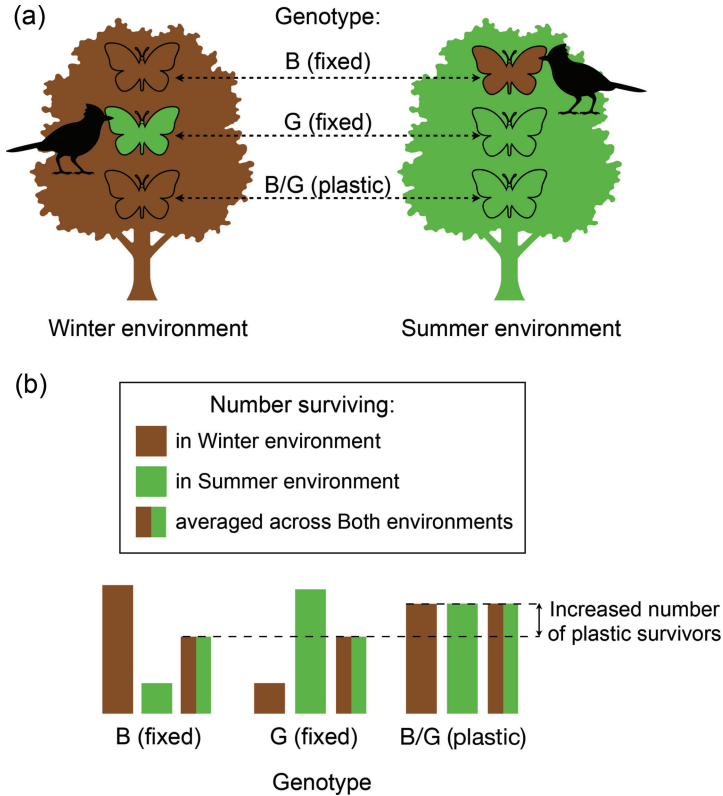 (a)
Genotype:
B (fixed)
G (fixed)
B/G (plastic)
Winter environment
Summer environment
(b)
Number surviving:
in Winter environment
in Summer environment
averaged across Both environments
Increased number
of plastic survivors
B (fixed)
G (fixed)
B/G (plastic)
Genotype